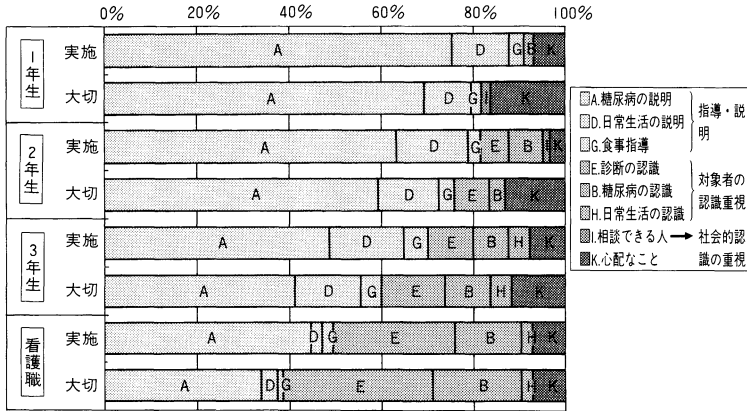 0% 20% 40% 60% 80% 100%
1年生
実施 A D G B K
大切 A D G I K
2年生
実施 A D G E B I K
大切 A D G E B K
3年生
実施 A D G E B H K
大切 A D G E B H K
看護職
実施 A D G E B H K
大切 A D G E B H K
A.糖尿病の説明
D.日常生活の説明
G.食事指導
指導・説明
E.診断の認識
B.糖尿病の認識
H.日常生活の認識
対象者の認識重視
I.相談できる人→社会的認識の重視
K.心配なこと